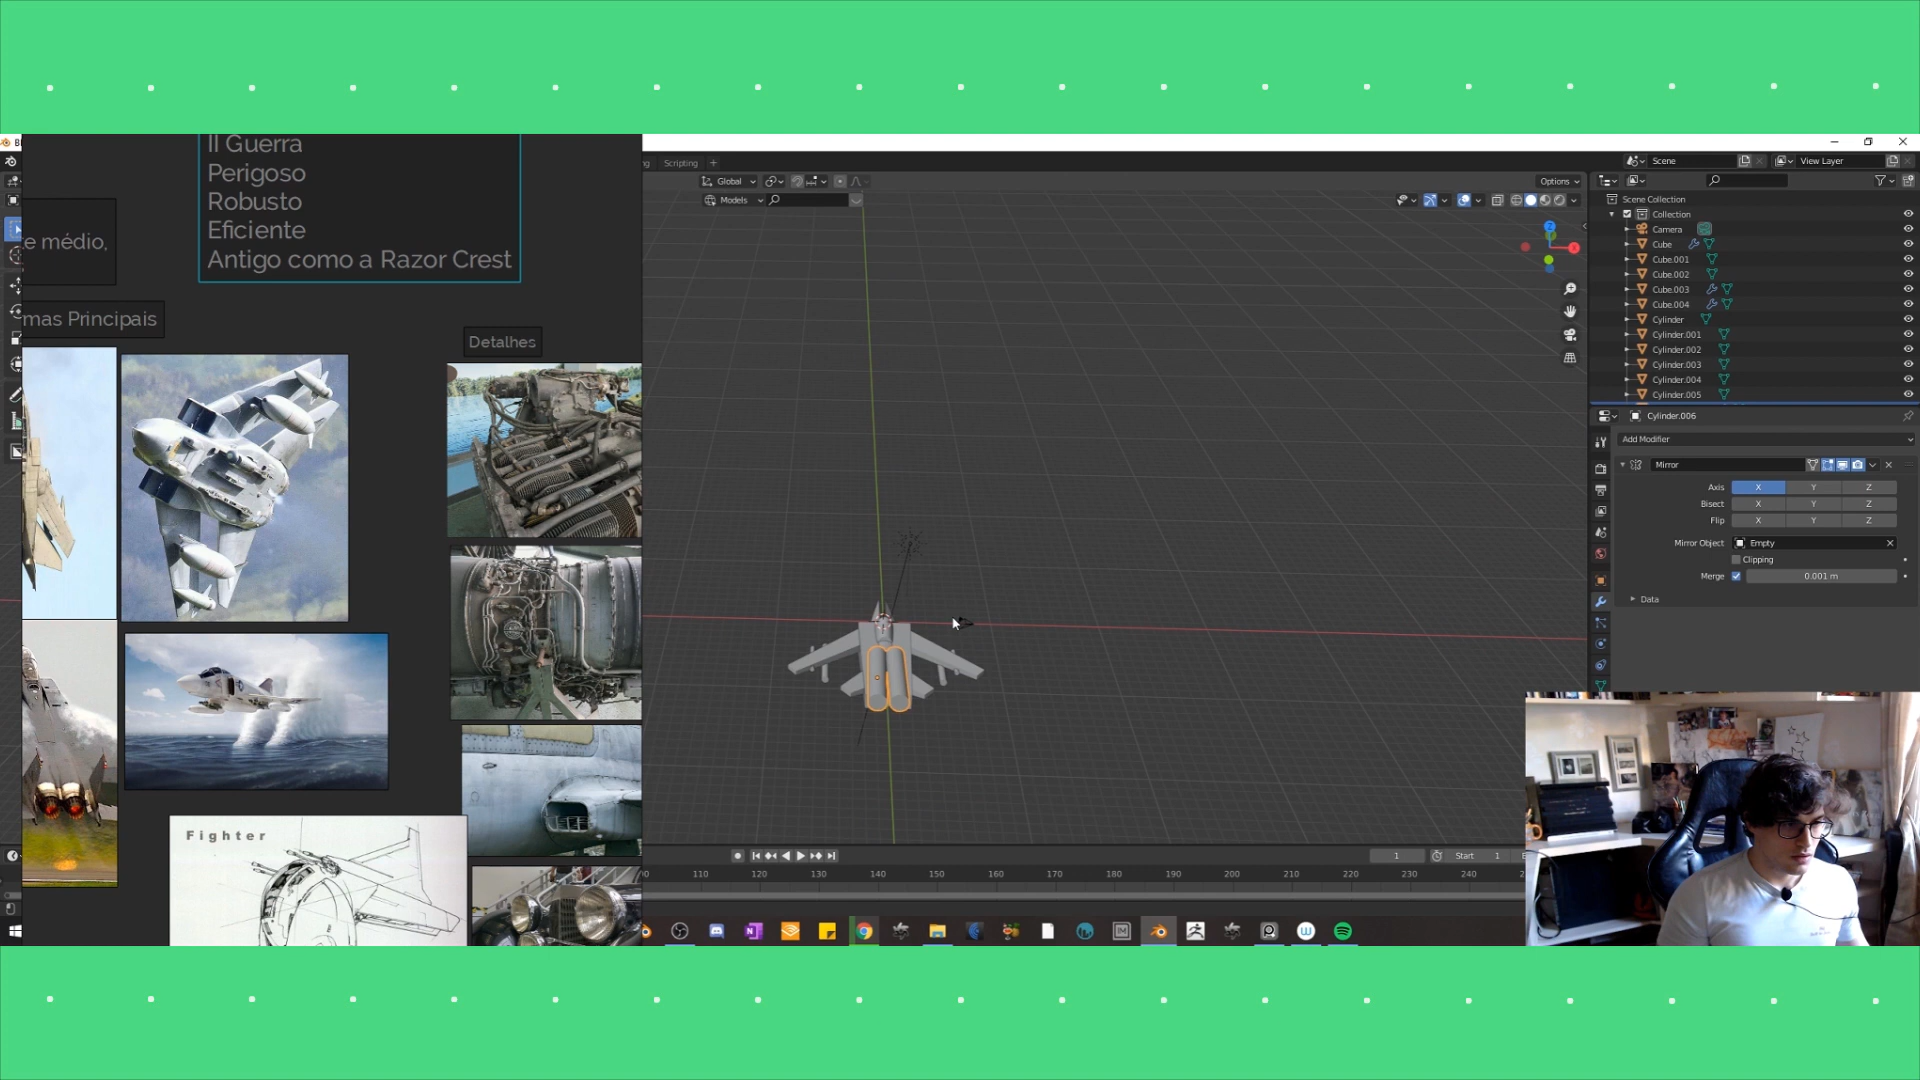 II Guerra
Perigoso
Robusto
Eficiente
Antigo como a Razor Crest
e médio,
mas Principais
Detalhes
Fighter
Scripting +
Global
Options
Models
Scene
View Layer
Scene Collection
Collection
Camera
Cube
Cube.001
Cube.002
Cube.003
Cube.004
Cylinder
Cylinder.001
Cylinder.002
Cylinder.003
Cylinder.004
Cylinder.005
Cylinder.006
Add Modifier
Mirror
Axis X Y Z
Bisect X Y Z
Flip X Y Z
Mirror Object Empty
Clipping
Merge 0.001 m
Data
1 Start 1
110 120 130 140 150 160 170 180 190 200 210 220 230 240